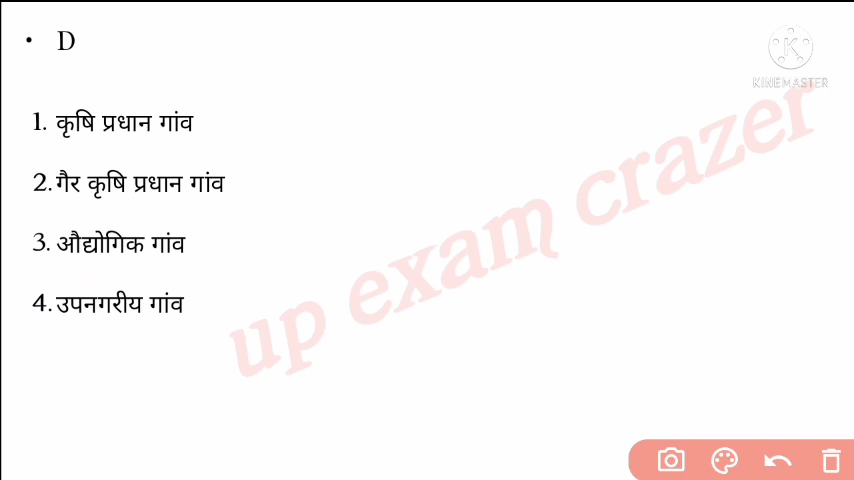 • D
KINEMASTER
1. कृषि प्रधान गांव
2. गैर कृषि प्रधान गांव
3. औद्योगिक गांव
4. उपनगरीय गांव
up exam crazer